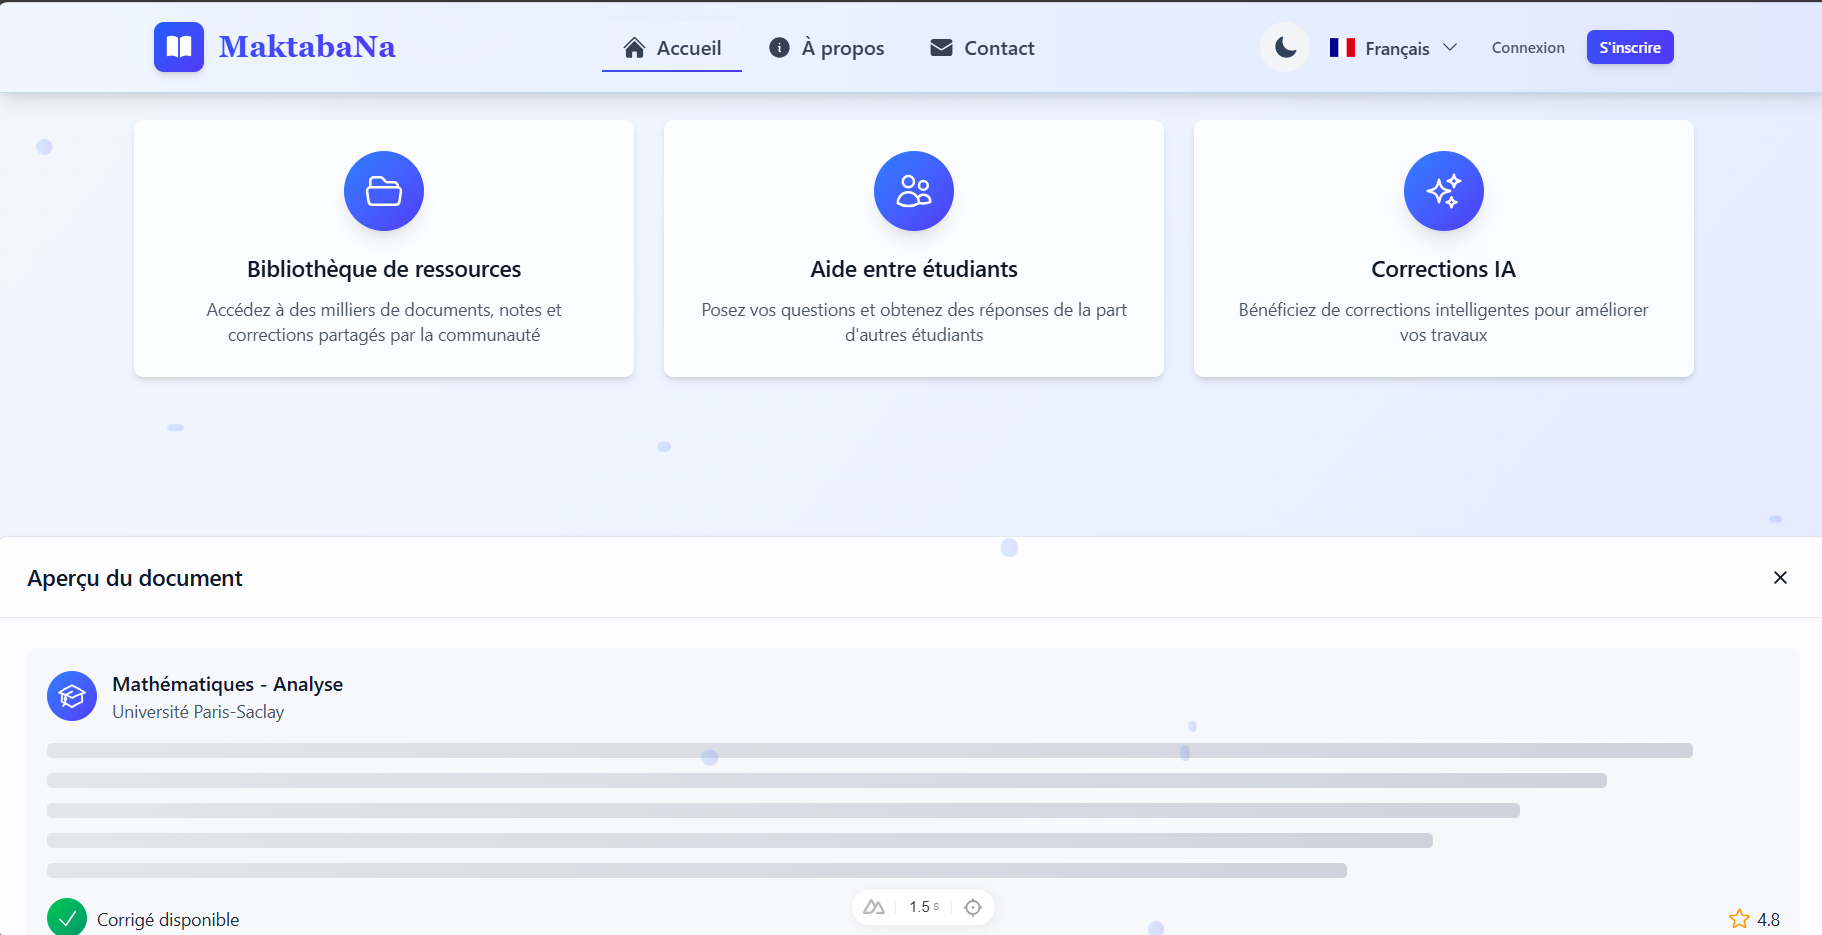 MaktabaNa
Accueil
À propos
Contact
Français
Connexion
S'inscrire
Bibliothèque de ressources
Accédez à des milliers de documents, notes et
corrections partagés par la communauté
Aide entre étudiants
Posez vos questions et obtenez des réponses de la part
d'autres étudiants
Corrections IA
Bénéficiez de corrections intelligentes pour améliorer
vos travaux
Aperçu du document
Mathématiques - Analyse
Université Paris-Saclay
Corrigé disponible
1.5 s
4.8